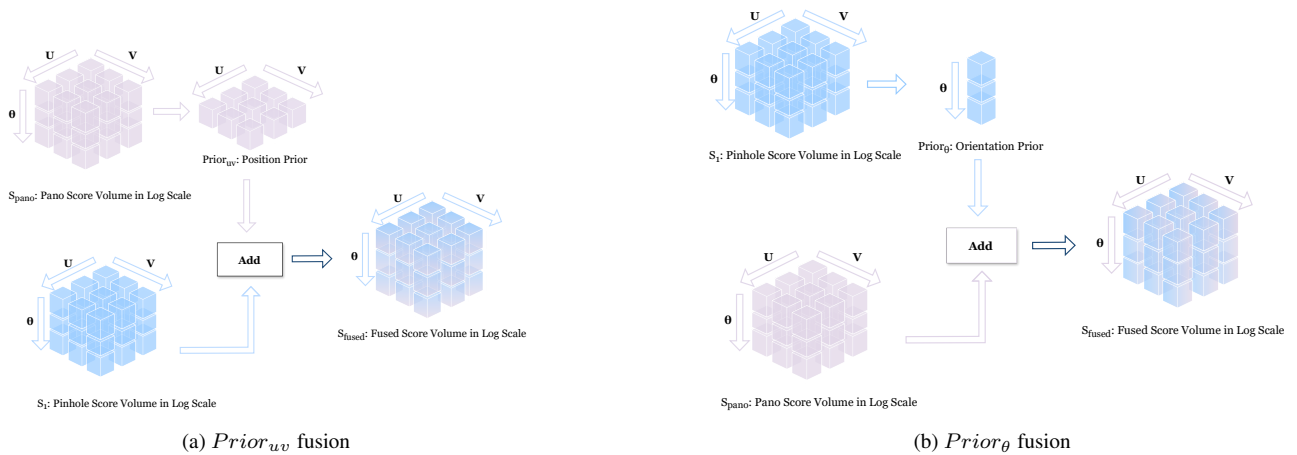 U
V
θ
S_pano: Pano Score Volume in Log Scale
U
V
Prior_uv: Position Prior
U
V
θ
S_1: Pinhole Score Volume in Log Scale
Add
U
V
θ
S_fused: Fused Score Volume in Log Scale
(a) Prior_uv fusion
U
V
θ
S_1: Pinhole Score Volume in Log Scale
θ
Prior_θ: Orientation Prior
U
V
θ
S_pano: Pano Score Volume in Log Scale
Add
U
V
θ
S_fused: Fused Score Volume in Log Scale
(b) Prior_θ fusion